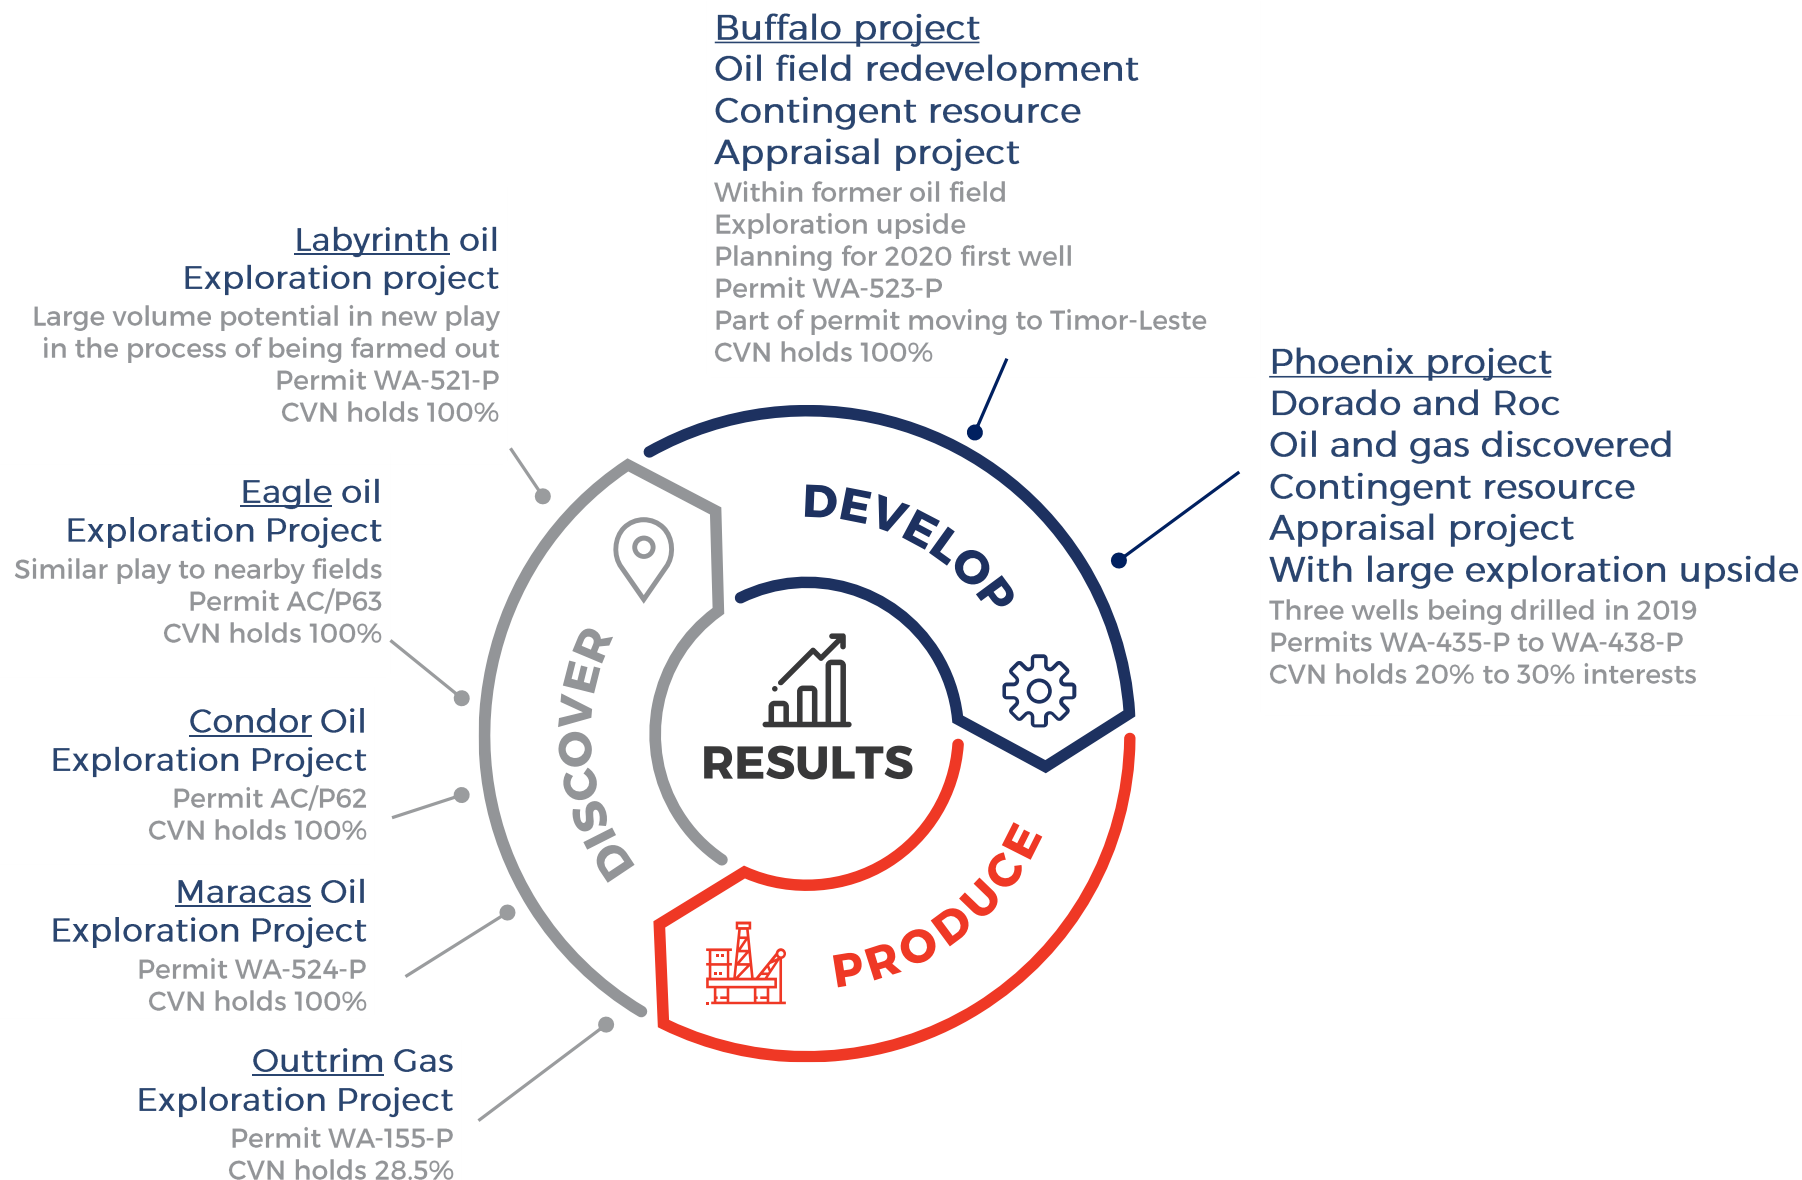 Buffalo project
Oil field redevelopment
Contingent resource
Appraisal project
Within former oil field
Exploration upside
Planning for 2020 first well
Permit WA-523-P
Part of permit moving to Timor-Leste
CVN holds 100%
Labyrinth oil
Exploration project
Large volume potential in new play
in the process of being farmed out
Permit WA-521-P
CVN holds 100%
Phoenix project
Dorado and Roc
Oil and gas discovered
Contingent resource
Appraisal project
With large exploration upside
Three wells being drilled in 2019
Permits WA-435-P to WA-438-P
CVN holds 20% to 30% interests
Eagle oil
Exploration Project
Similar play to nearby fields
Permit AC/P63
CVN holds 100%
Condor Oil
Exploration Project
Permit AC/P62
CVN holds 100%
Maracas Oil
Exploration Project
Permit WA-524-P
CVN holds 100%
Outtrim Gas
Exploration Project
Permit WA-155-P
CVN holds 28.5%
DISCOVER
DEVELOP
PRODUCE
RESULTS